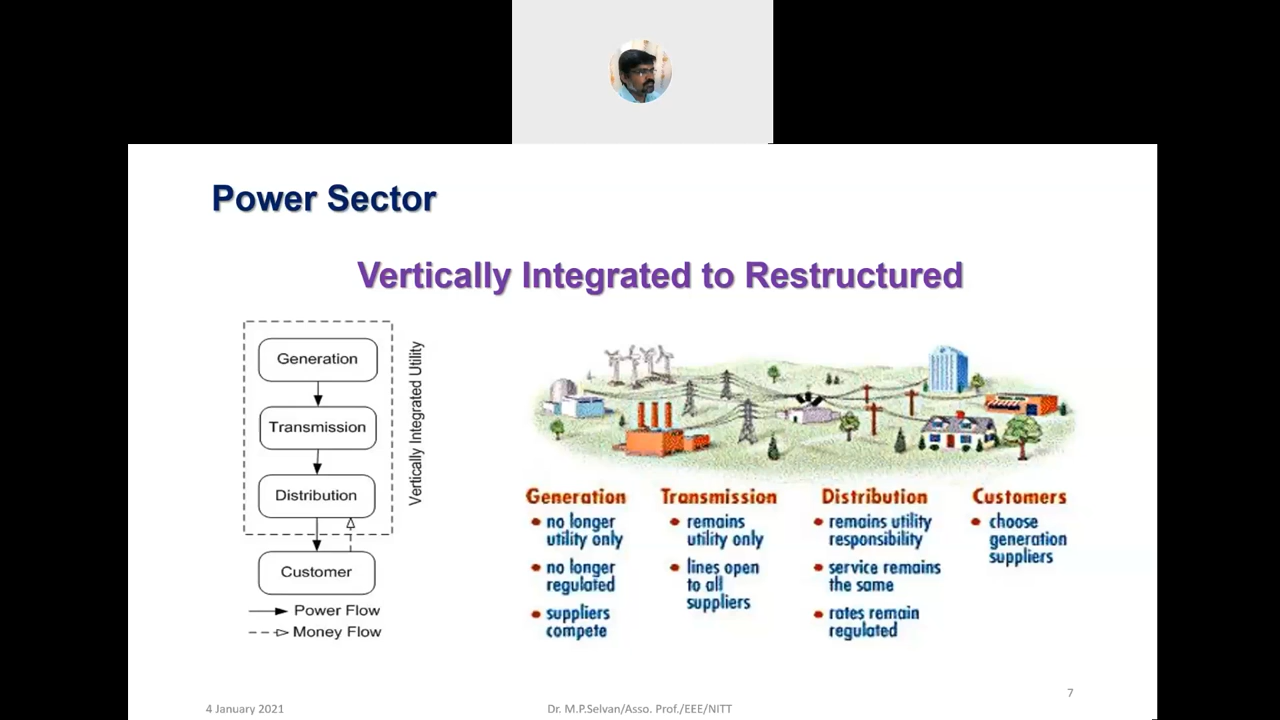 Power Sector
Vertically Integrated to Restructured
Generation
Transmission
Distribution
Customer
Vertically Integrated Utility
Power Flow
Money Flow
Generation
no longer
utility only
no longer
regulated
suppliers
compete
Transmission
remains
utility only
lines open
to all
suppliers
Distribution
remains utility
responsibility
service remains
the same
rates remain
regulated
Customers
choose
generation
suppliers
7
4 January 2021
Dr. M.P.Selvan/Asso. Prof./EEE/NITT